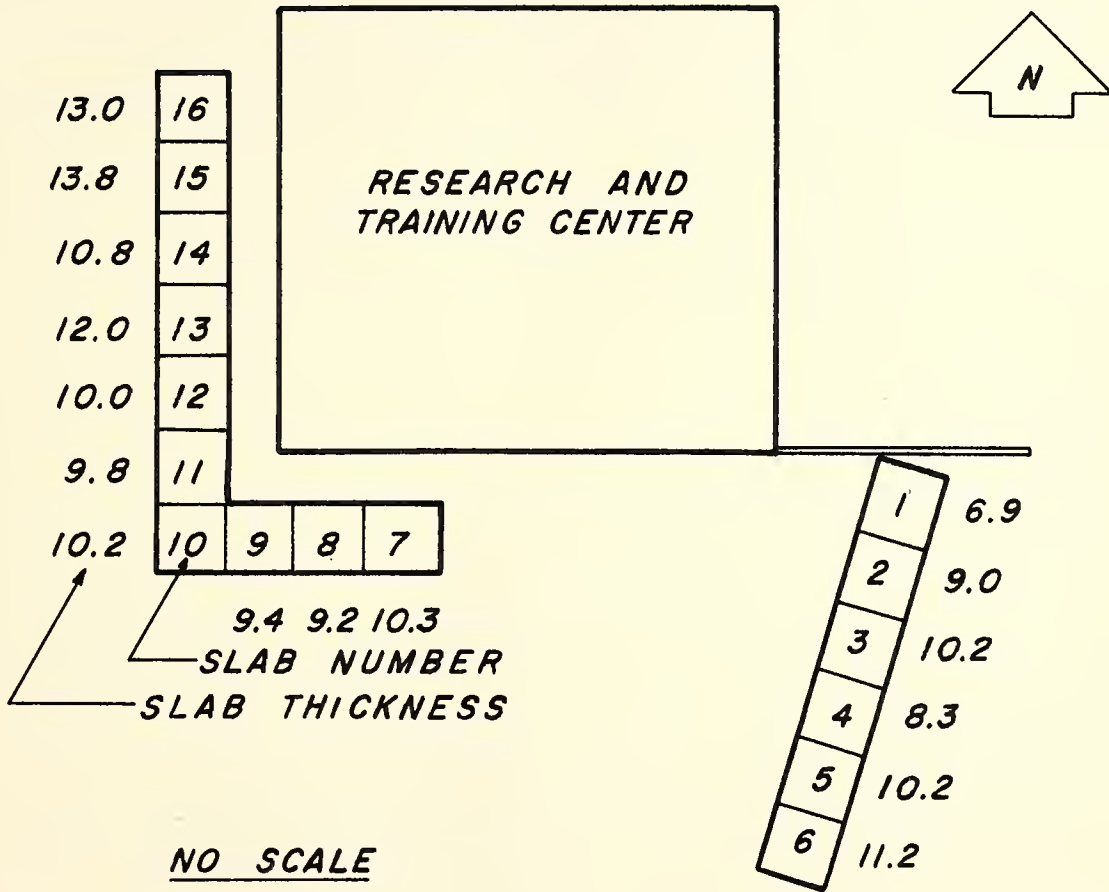 N
13.0 16
13.8 15
10.8 14
12.0 13
10.0 12
9.8 11
10.2 10 9 8 7
9.4 9.2 10.3
SLAB NUMBER
SLAB THICKNESS
RESEARCH AND
TRAINING CENTER
1 6.9
2 9.0
3 10.2
4 8.3
5 10.2
6 11.2
NO SCALE